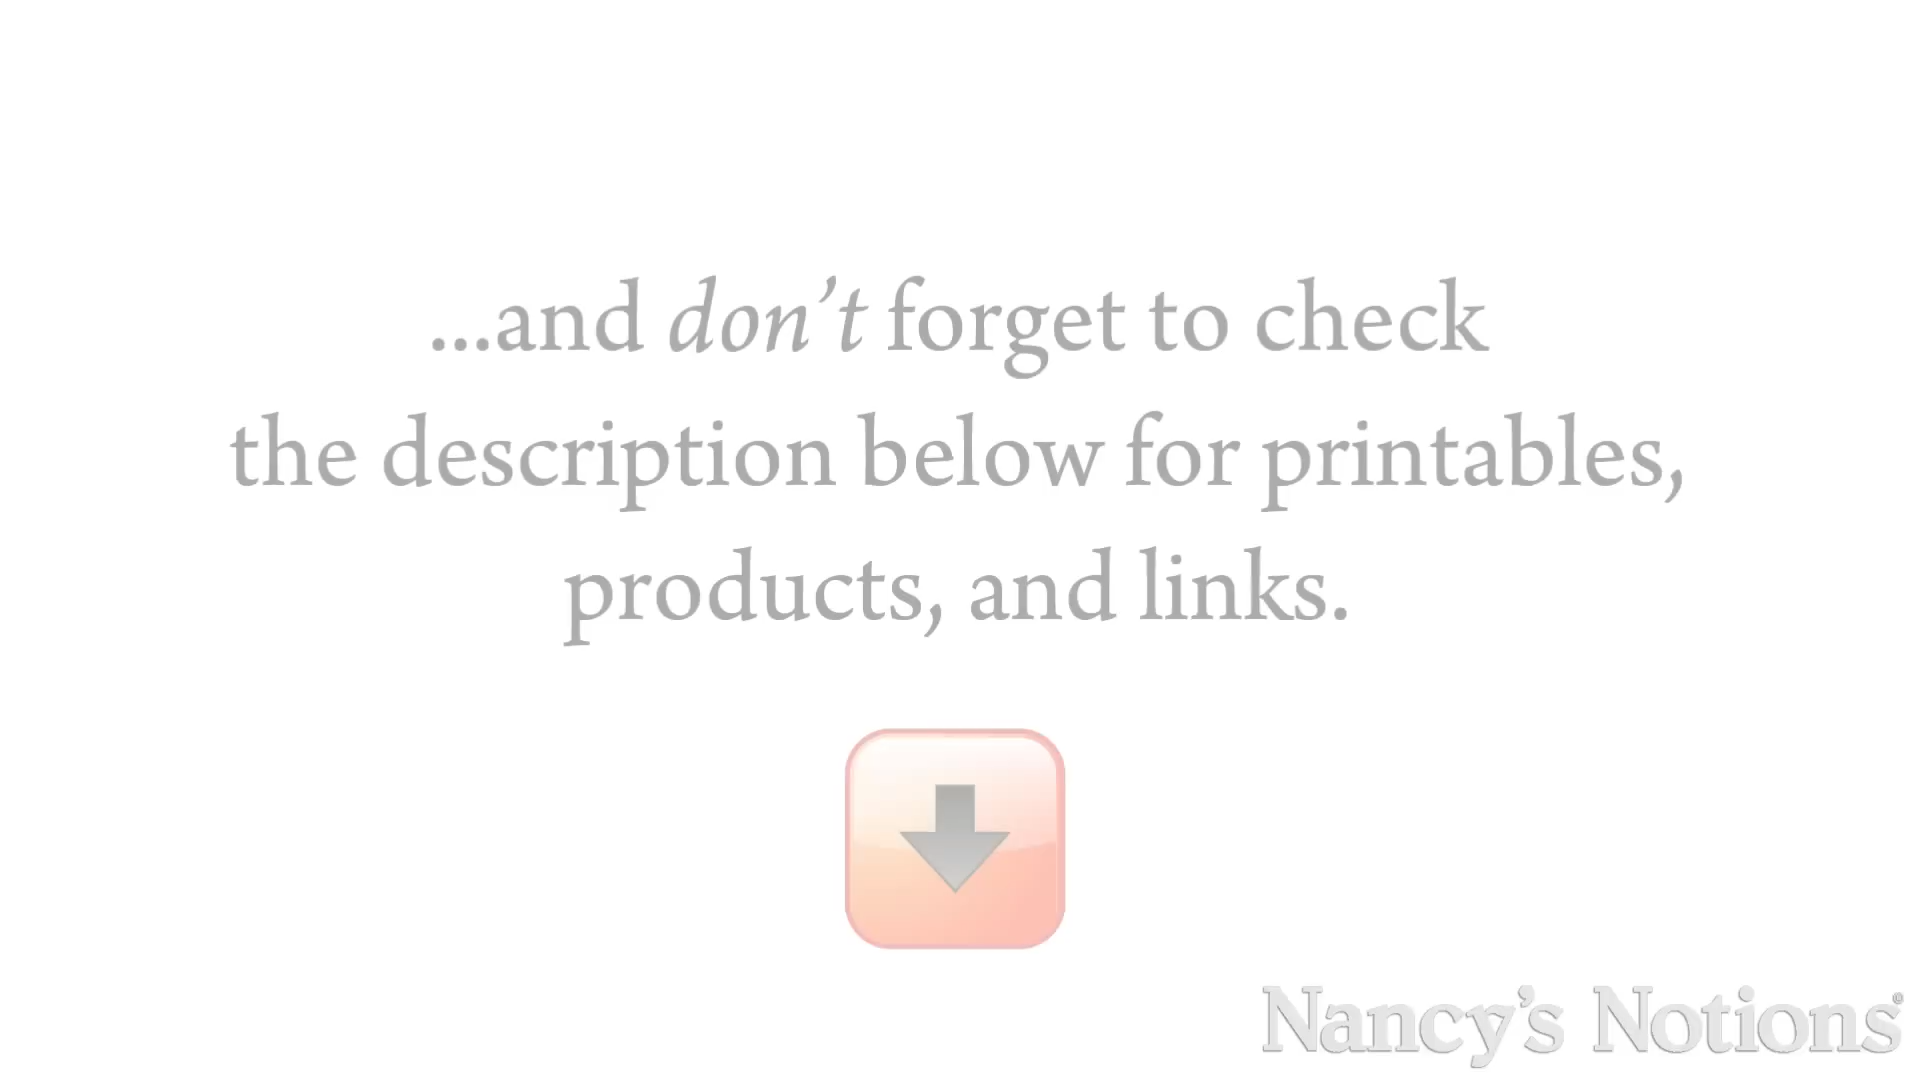 ...and don't forget to check
the description below for printables,
products, and links.
Nancy's Notions®